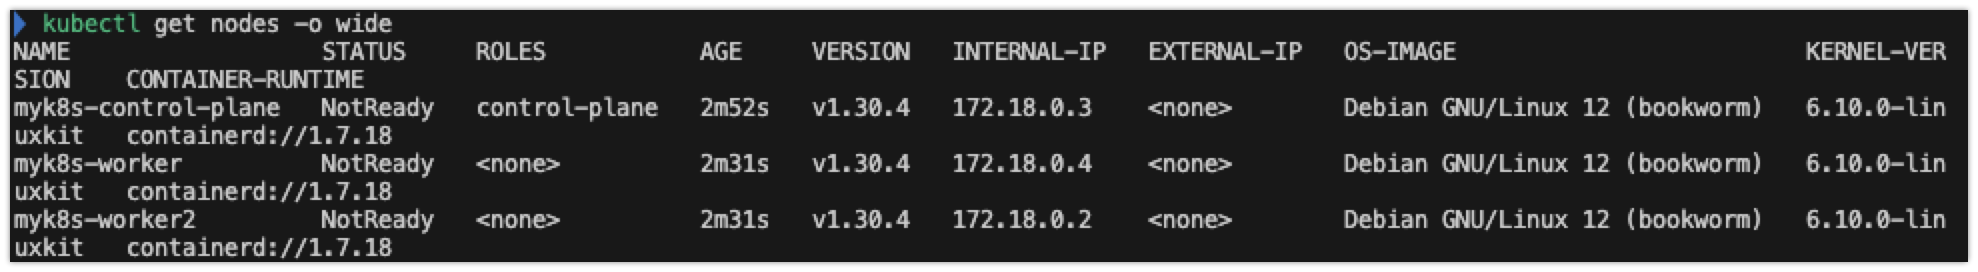 kubectl get nodes -o wide
NAME                  STATUS     ROLES           AGE     VERSION   INTERNAL-IP   EXTERNAL-IP   OS-IMAGE                         KERNEL-VER
SION    CONTAINER-RUNTIME
myk8s-control-plane   NotReady   control-plane   2m52s   v1.30.4   172.18.0.3    <none>        Debian GNU/Linux 12 (bookworm)   6.10.0-lin
uxkit   containerd://1.7.18
myk8s-worker          NotReady   <none>          2m31s   v1.30.4   172.18.0.4    <none>        Debian GNU/Linux 12 (bookworm)   6.10.0-lin
uxkit   containerd://1.7.18
myk8s-worker2         NotReady   <none>          2m31s   v1.30.4   172.18.0.2    <none>        Debian GNU/Linux 12 (bookworm)   6.10.0-lin
uxkit   containerd://1.7.18